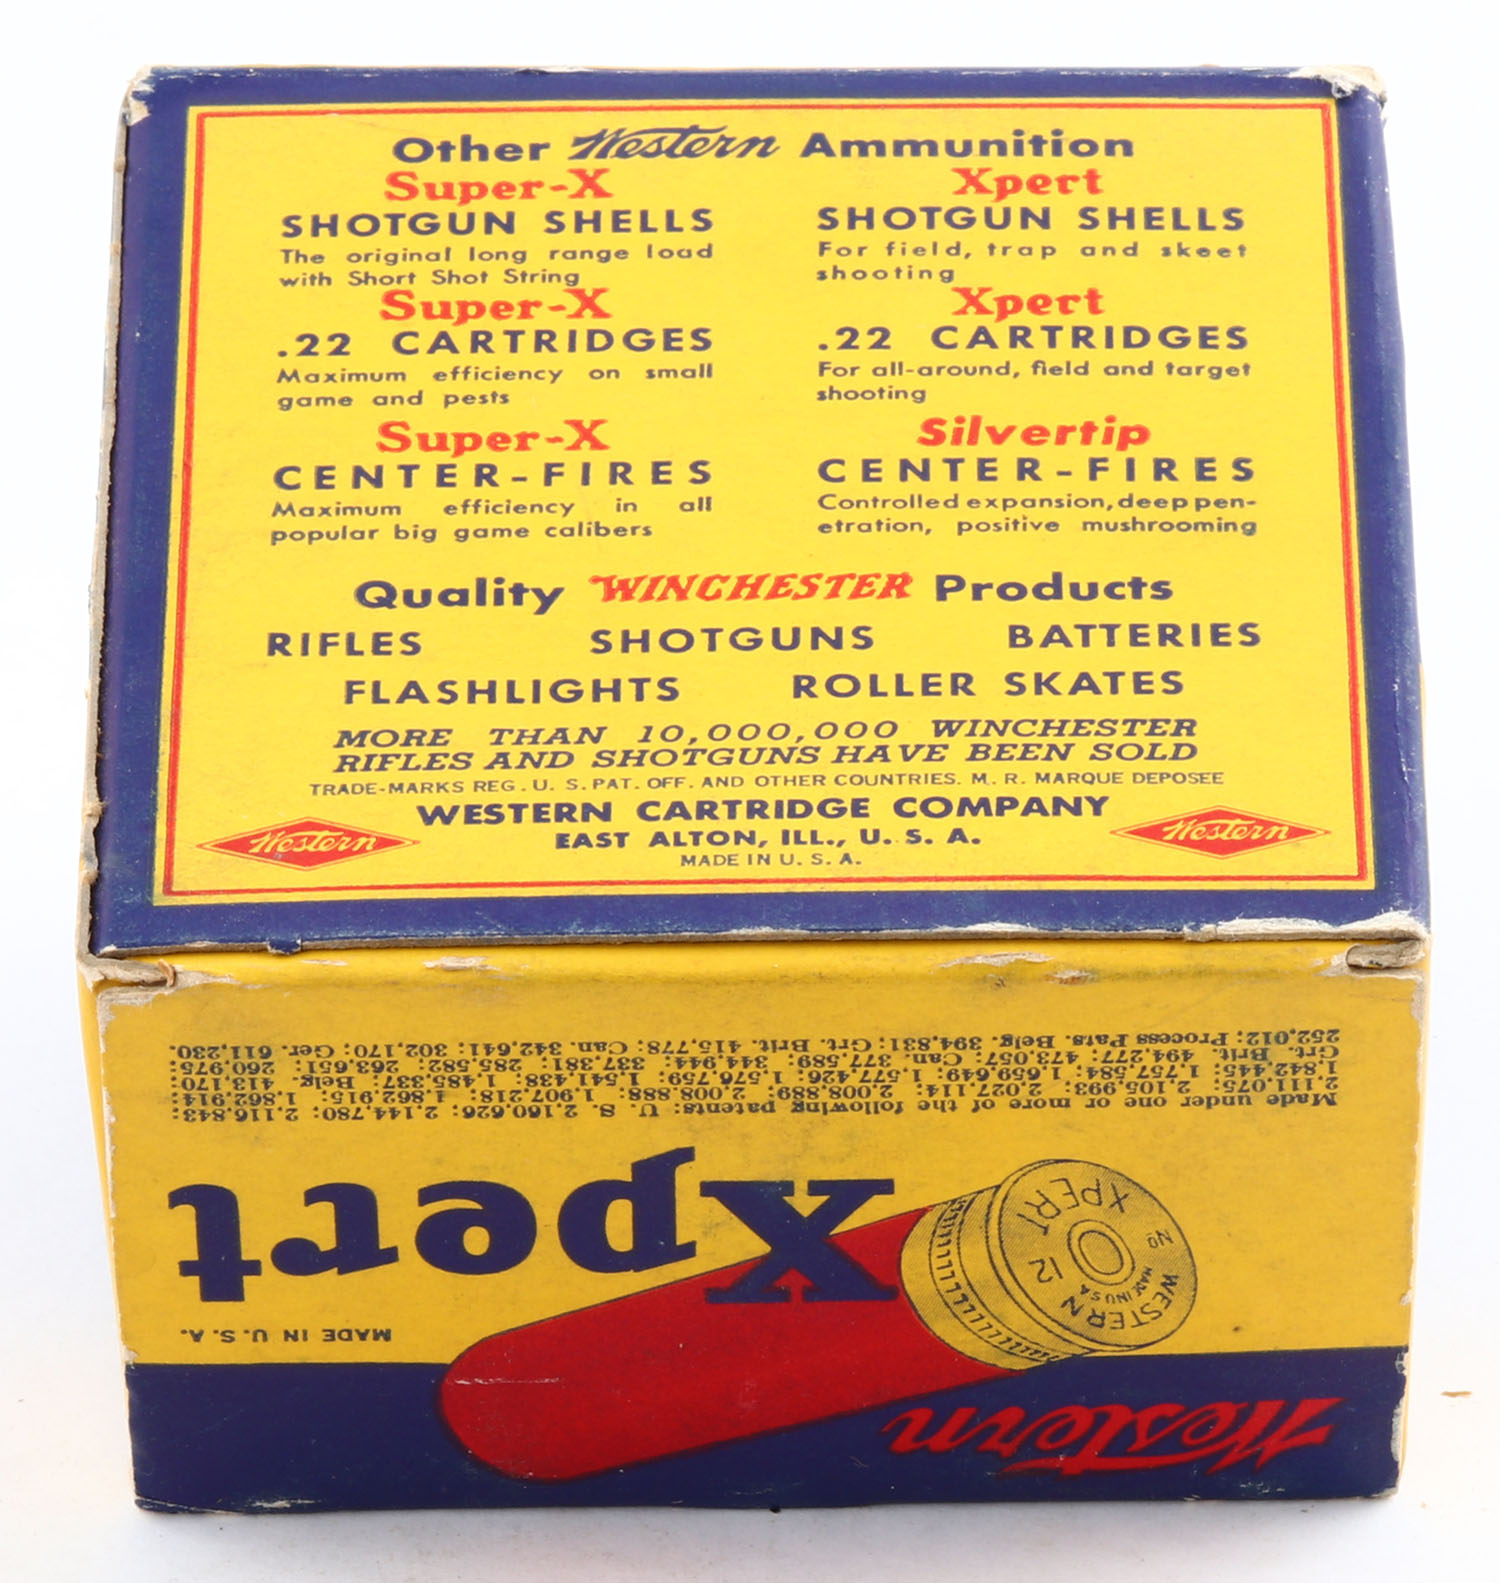 Other Western Ammunition
Super-X
SHOTGUN SHELLS
The original long range load
with Short Shot String
Super-X
.22 CARTRIDGES
Maximum efficiency on small
game and pests
Super-X
CENTER-FIRES
Maximum efficiency in all
popular big game calibers
Xpert
SHOTGUN SHELLS
For field, trap and skeet
shooting
Xpert
.22 CARTRIDGES
For all-around, field and target
shooting
Silvertip
CENTER-FIRES
Controlled expansion, deep pen-
etration, positive mushrooming
Quality WINCHESTER Products
RIFLES SHOTGUNS BATTERIES
FLASHLIGHTS ROLLER SKATES
MORE THAN 10,000,000 WINCHESTER
RIFLES AND SHOTGUNS HAVE BEEN SOLD
TRADE-MARKS REG. U. S. PAT. OFF. AND OTHER COUNTRIES. M. R. MARQUE DEPOSEE
WESTERN CARTRIDGE COMPANY
EAST ALTON, ILL., U. S. A.
MADE IN U. S. A.
Western
Western
Western
MADE IN U.S.A.
Xpert
WESTERN
No 12
MADE IN U S A
XPERT
Made under one or more of the following patents: U. S. 2,160,626; 2,144,780; 2,116,843;
2,111,075; 2,105,993; 2,027,114; 2,008,889; 2,008,888; 1,907,218; 1,862,915; 1,862,914
1,842,445; 1,757,584; 1,659,649; 1,577,426; 1,576,759; 1,541,438; 1,485,337; Belg. 413,170;
Grt. Brit. 494,277; 473,057; Can. 377,589; 344,944; 337,381; 285,582; 263,651; 260,975
252,012; Process Pats. Belg. 394,831; Grt. Brit. 415,778; Can. 342,641; 302,170; Ger. 611,230.